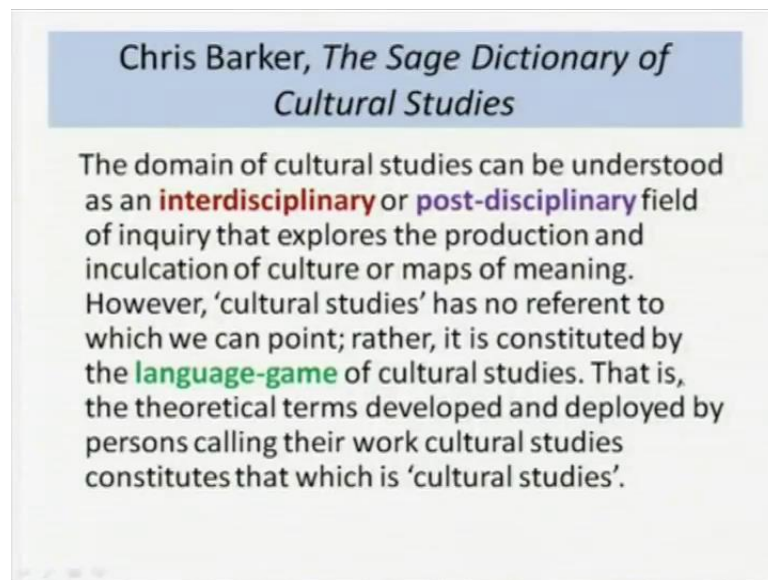 Chris Barker, The Sage Dictionary of
Cultural Studies
The domain of cultural studies can be understood
as an interdisciplinary or post-disciplinary field
of inquiry that explores the production and
inculcation of culture or maps of meaning.
However, ‘cultural studies’ has no referent to
which we can point; rather, it is constituted by
the language-game of cultural studies. That is,
the theoretical terms developed and deployed by
persons calling their work cultural studies
constitutes that which is ‘cultural studies’.